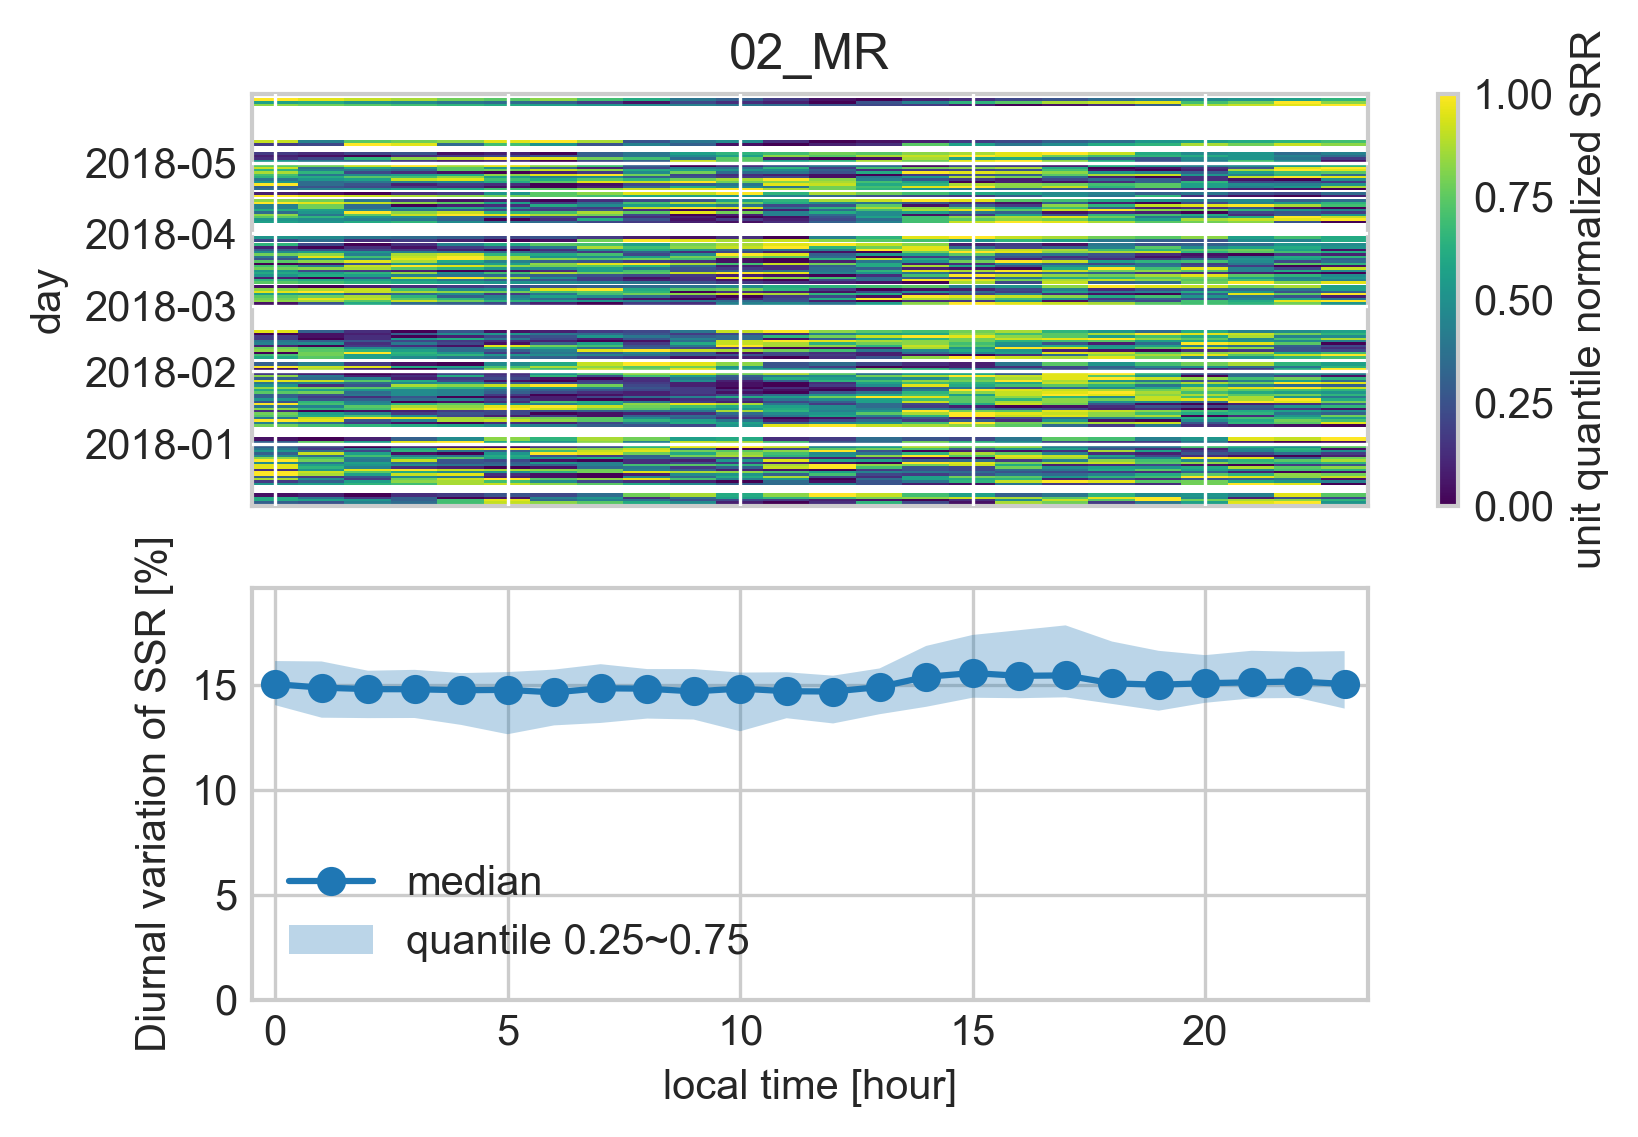 02_MR
day
2018-05
2018-04
2018-03
2018-02
2018-01
1.00
0.75
0.50
0.25
0.00
unit quantile normalized SRR
Diurnal variation of SSR [%]
15
10
5
0
median
quantile 0.25~0.75
0 5 10 15 20
local time [hour]